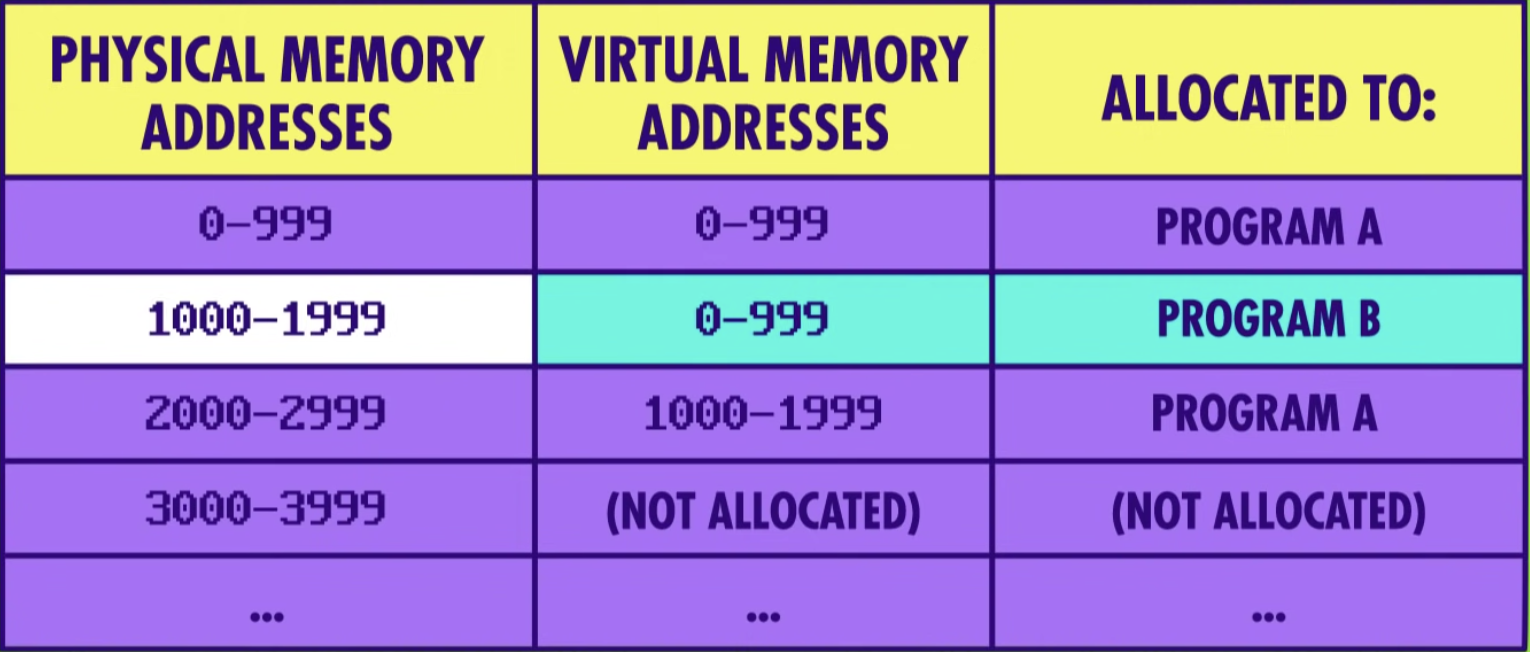 PHYSICAL MEMORY ADDRESSES VIRTUAL MEMORY ADDRESSES ALLOCATED TO:
0-999 0-999 PROGRAM A
1000-1999 0-999 PROGRAM B
2000-2999 1000-1999 PROGRAM A
3000-3999 (NOT ALLOCATED) (NOT ALLOCATED)
... ... ...